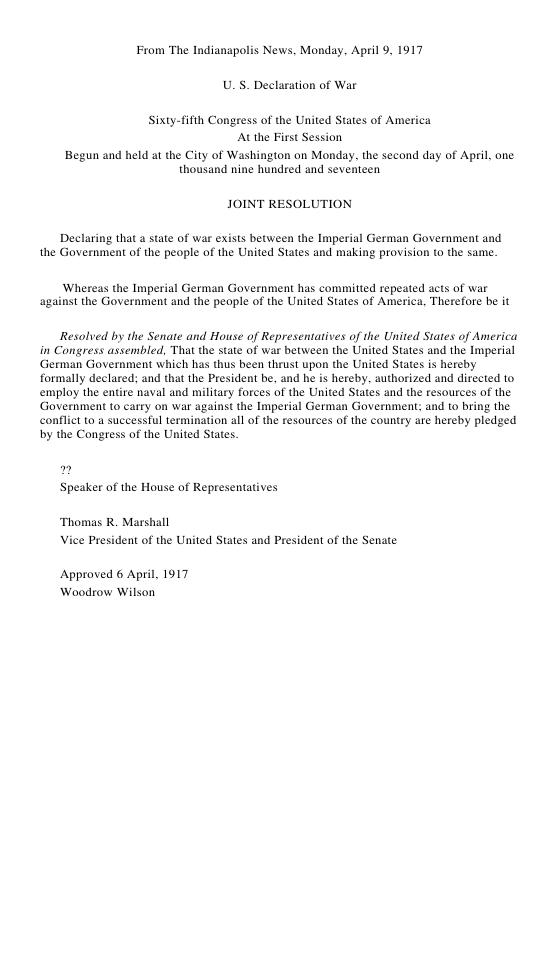 From The Indianapolis News, Monday, April 9, 1917
U. S. Declaration of War
Sixty-fifth Congress of the United States of America
At the First Session
Begun and held at the City of Washington on Monday, the second day of April, one
thousand nine hundred and seventeen
JOINT RESOLUTION
Declaring that a state of war exists between the Imperial German Government and
the Government of the people of the United States and making provision to the same.
Whereas the Imperial German Government has committed repeated acts of war
against the Government and the people of the United States of America, Therefore be it
Resolved by the Senate and House of Representatives of the United States of America
in Congress assembled, That the state of war between the United States and the Imperial
German Government which has thus been thrust upon the United States is hereby
formally declared; and that the President be, and he is hereby, authorized and directed to
employ the entire naval and military forces of the United States and the resources of the
Government to carry on war against the Imperial German Government; and to bring the
conflict to a successful termination all of the resources of the country are hereby pledged
by the Congress of the United States.
??
Speaker of the House of Representatives
Thomas R. Marshall
Vice President of the United States and President of the Senate
Approved 6 April, 1917
Woodrow Wilson